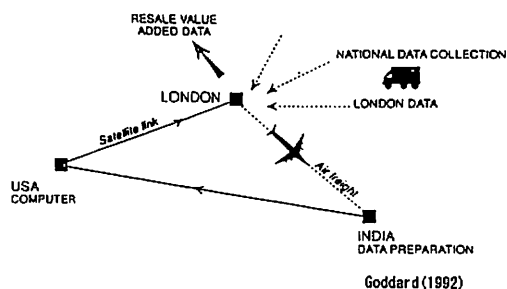 RESALE VALUE
ADDED DATA
NATIONAL DATA COLLECTION
LONDON
LONDON DATA
Satellite link
Air freight
USA
COMPUTER
INDIA
DATA PREPARATION
Goddard(1992)